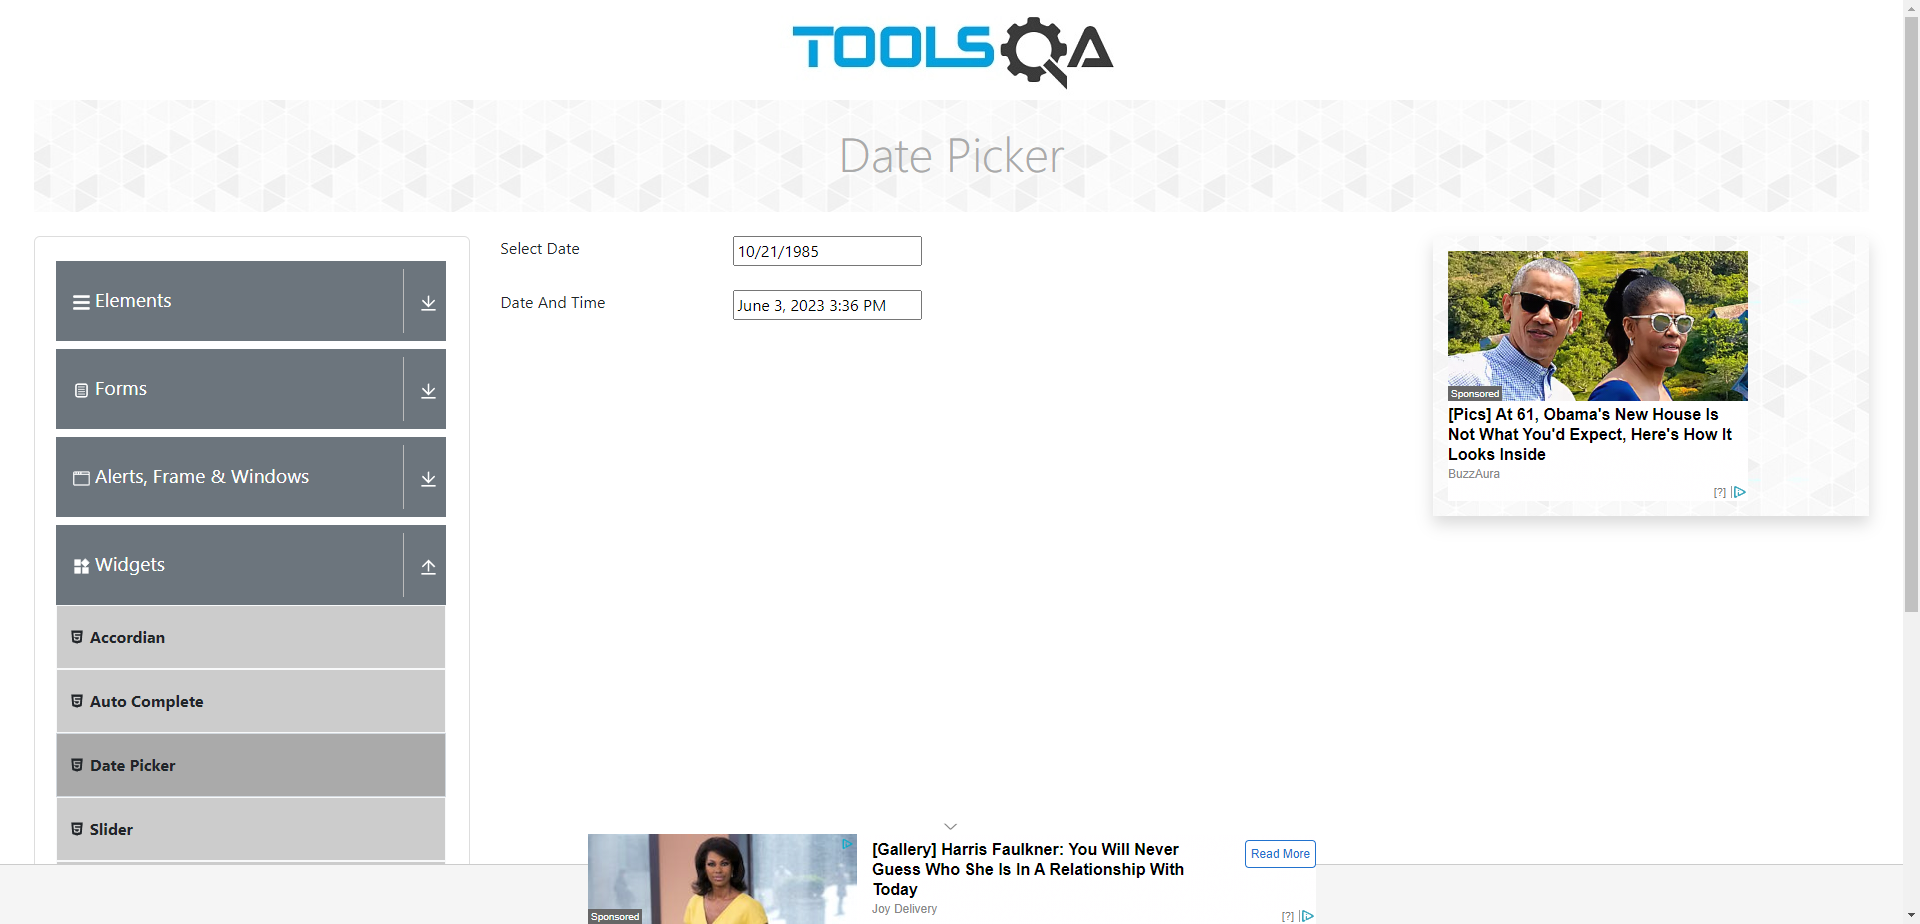 TOOLSQA
Date Picker
Elements
Forms
Alerts, Frame & Windows
Widgets
Accordian
Auto Complete
Date Picker
Slider
Select Date
10/21/1985
Date And Time
June 3, 2023 3:36 PM
Sponsored
[Pics] At 61, Obama's New House Is
Not What You'd Expect, Here's How It
Looks Inside
BuzzAura
[?]
Sponsored
[Gallery] Harris Faulkner: You Will Never
Guess Who She Is In A Relationship With
Today
Joy Delivery
Read More
[?]